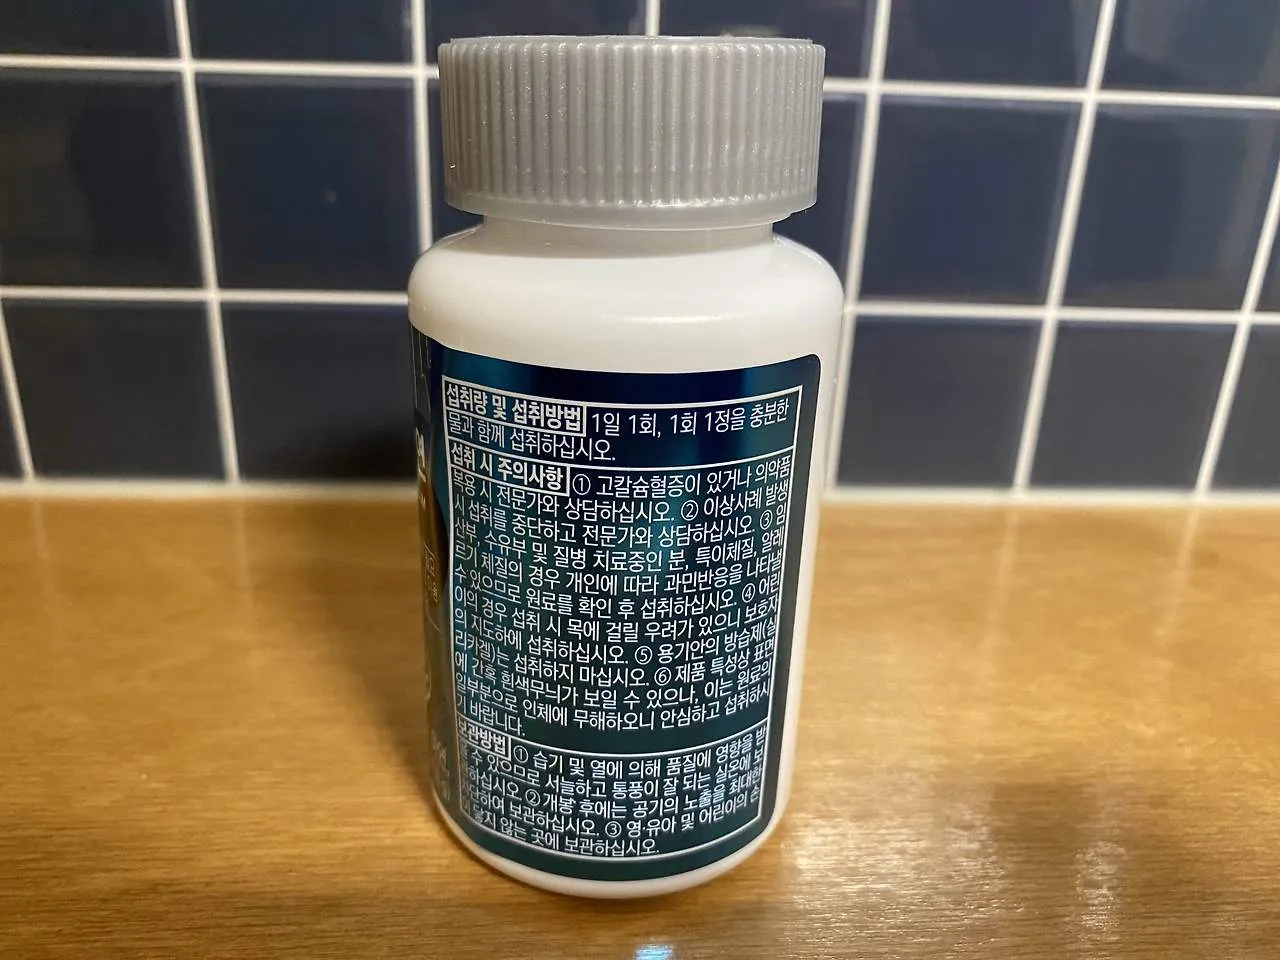 섭취량 및 섭취방법 1일 1회, 1회 1정을 충분한
물과 함께 섭취하십시오.
섭취 시 주의사항 ① 고칼슘혈증이 있거나 의약품
복용 시 전문가와 상담하십시오. ② 이상사례 발생
시 섭취를 중단하고 전문가와 상담하십시오 ③ 임
산부, 수유부 및 질병 치료중인 분, 특이체질, 알레
르기 체질의 경우 개인에 따라 과민반응을 나타낼
수 있으므로 원료를 확인 후 섭취하십시오. ④ 어린
이의 경우 섭취 시 목에 걸릴 우려가 있으니 보호자
의 지도하에 섭취하십시오. ⑤ 용기안의 방습제(실
리카겔)는 섭취하지 마십시오. ⑥ 제품 특성상 표면
에 간혹 흰색무늬가 보일 수 있으나, 이는 원료의
일부분으로 인체에 무해하오니 안심하고 섭취하시
기 바랍니다.
보관방법 ① 습기 및 열에 의해 품질에 영향을 받
을 수 있으므로 서늘하고 통풍이 잘 되는 실온에 보
관하십시오 ② 개봉 후에는 공기의 노출을 최대한
차단하여 보관하십시오. ③ 영·유아 및 어린이의 손
이 닿지 않는 곳에 보관하십시오.